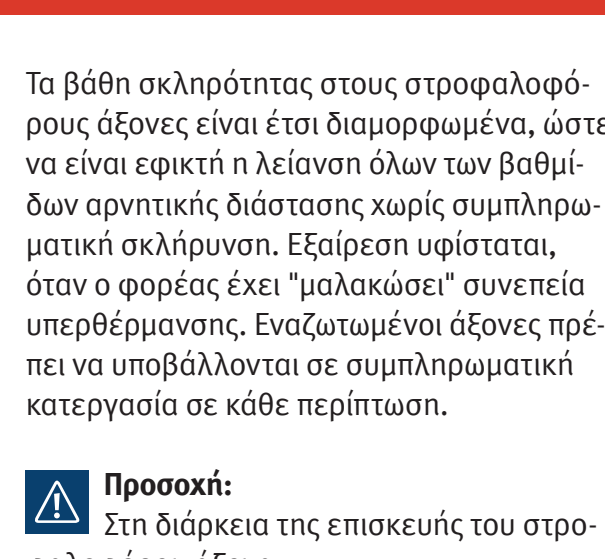 Τα βάθη σκληρότητας στους στροφαλοφό-
ρους άξονες είναι έτσι διαμορφωμένα, ώστε
να είναι εφικτή η λείανση όλων των βαθμί-
δων αρνητικής διάστασης χωρίς συμπληρω-
ματική σκλήρυνση. Εξαίρεση υφίσταται,
όταν ο φορέας έχει "μαλακώσει" συνεπεία
υπερθέρμανσης. Εναζωτωμένοι άξονες πρέ-
πει να υποβάλλονται σε συμπληρωματική
κατεργασία σε κάθε περίπτωση.
Προσοχή:
Στη διάρκεια της επισκευής του στρο-